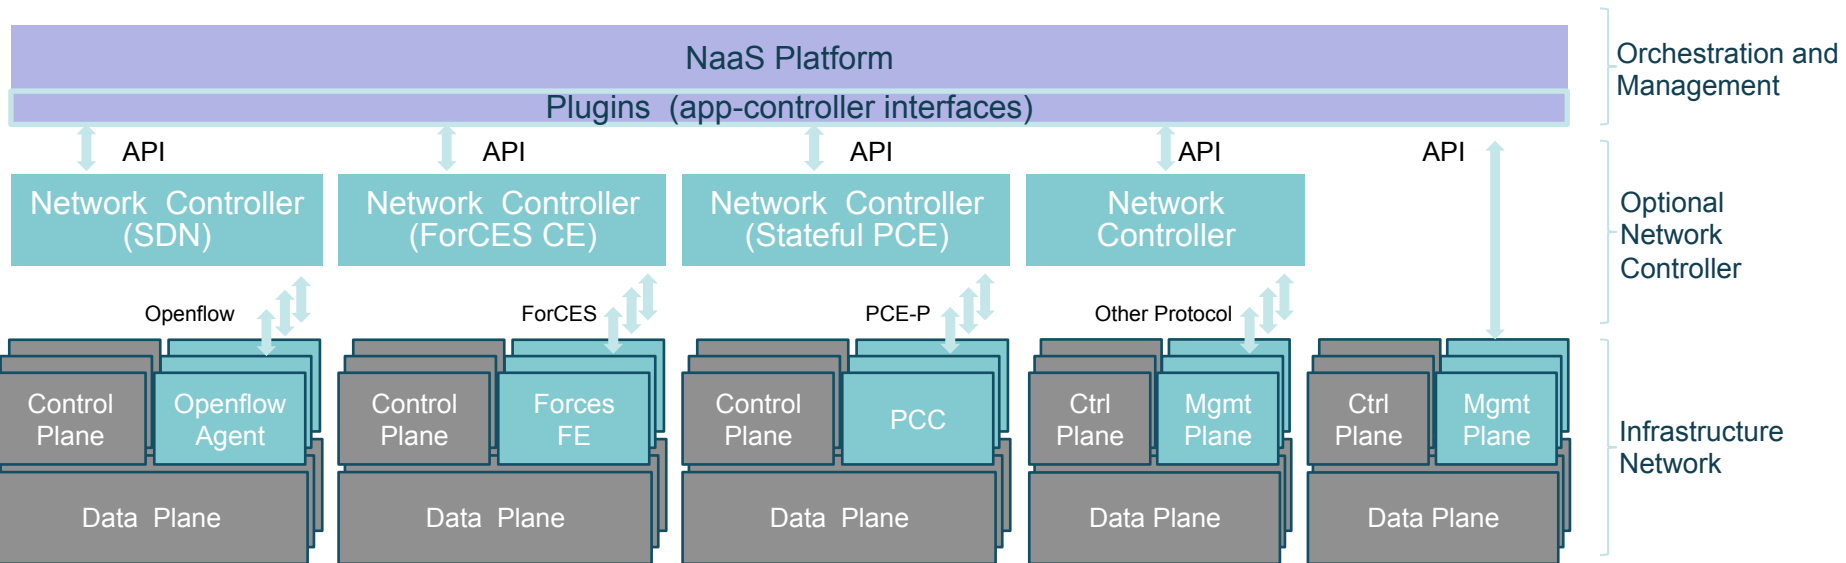 NaaS Platform
Plugins (app-controller interfaces)
Orchestration and
Management
API
API
API
API
API
Network Controller
(SDN)
Network Controller
(ForCES CE)
Network Controller
(Stateful PCE)
Network
Controller
Optional
Network
Controller
Openflow
ForCES
PCE-P
Other Protocol
Control
Plane
Openflow
Agent
Control
Plane
Forces
FE
Control
Plane
PCC
Ctrl
Plane
Mgmt
Plane
Ctrl
Plane
Mgmt
Plane
Infrastructure
Network
Data Plane
Data Plane
Data Plane
Data Plane
Data Plane